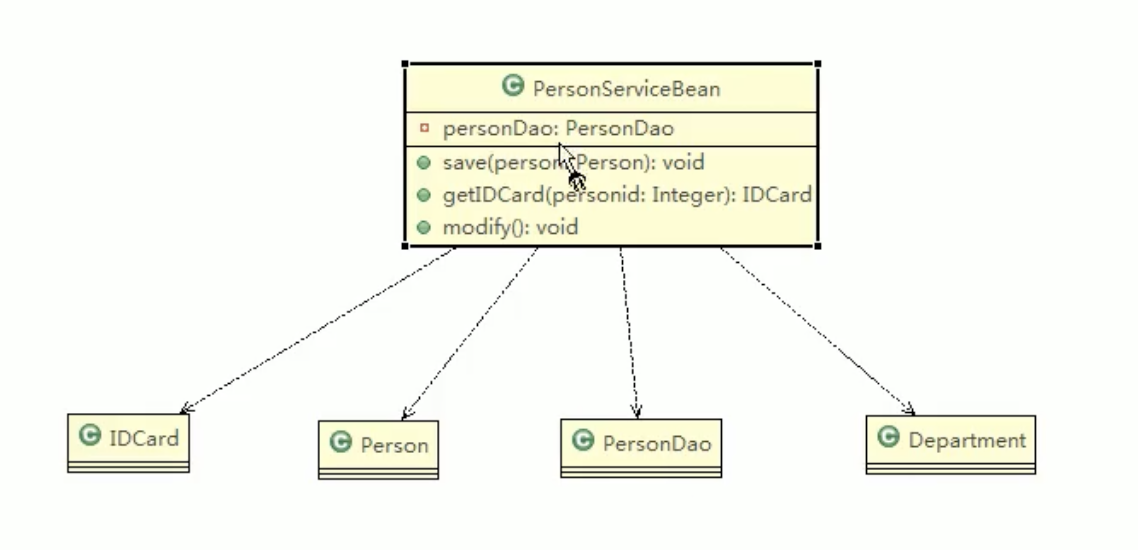 PersonServiceBean
personDao: PersonDao
save(person: Person): void
getIDCard(personid: Integer): IDCard
modify(): void
IDCard
Person
PersonDao
Department